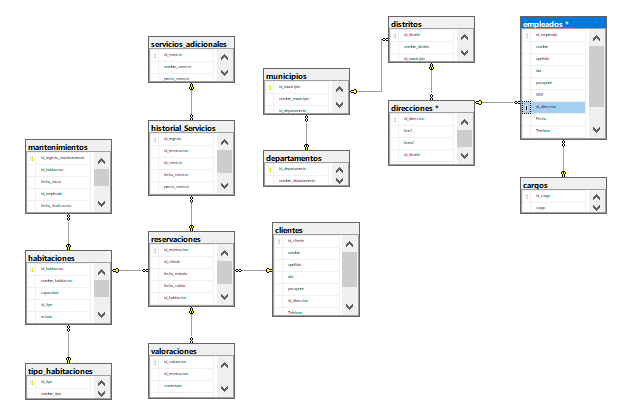 servicios_adicionales
id_servicio
nombre_servicio
precio_servicio
municipios
id_municipio
nombre_municipio
id_departamento
distritos
id_distrito
nombre_distrito
id_municipio
empleados *
id_empleado
nombre
apellido
dui
pasaporte
id_direccion
Fecha
Telefono
mantenimientos
id_registro_mantenimiento
id_habitacion
fecha_inicio
id_empleado
fecha_finalizacion
historial_Servicios
id_registro
id_reservacion
id_servicio
fecha_servicio
precio_servicio
departamentos
id_departamento
nombre_departamento
direcciones *
id_direccion
linea1
linea2
id_distrito
cargos
id_cargo
cargo
habitaciones
id_habitacion
nombre_habitacion
capacidad
id_tipo
estado
reservaciones
id_reservacion
id_cliente
fecha_entrada
fecha_salida
id_habitacion
clientes
id_cliente
nombre
apellido
dui
pasaporte
id_direccion
Telefono
tipo_habitaciones
id_tipo
nombre_tipo
valoraciones
id_valoracion
id_reservacion
comentario